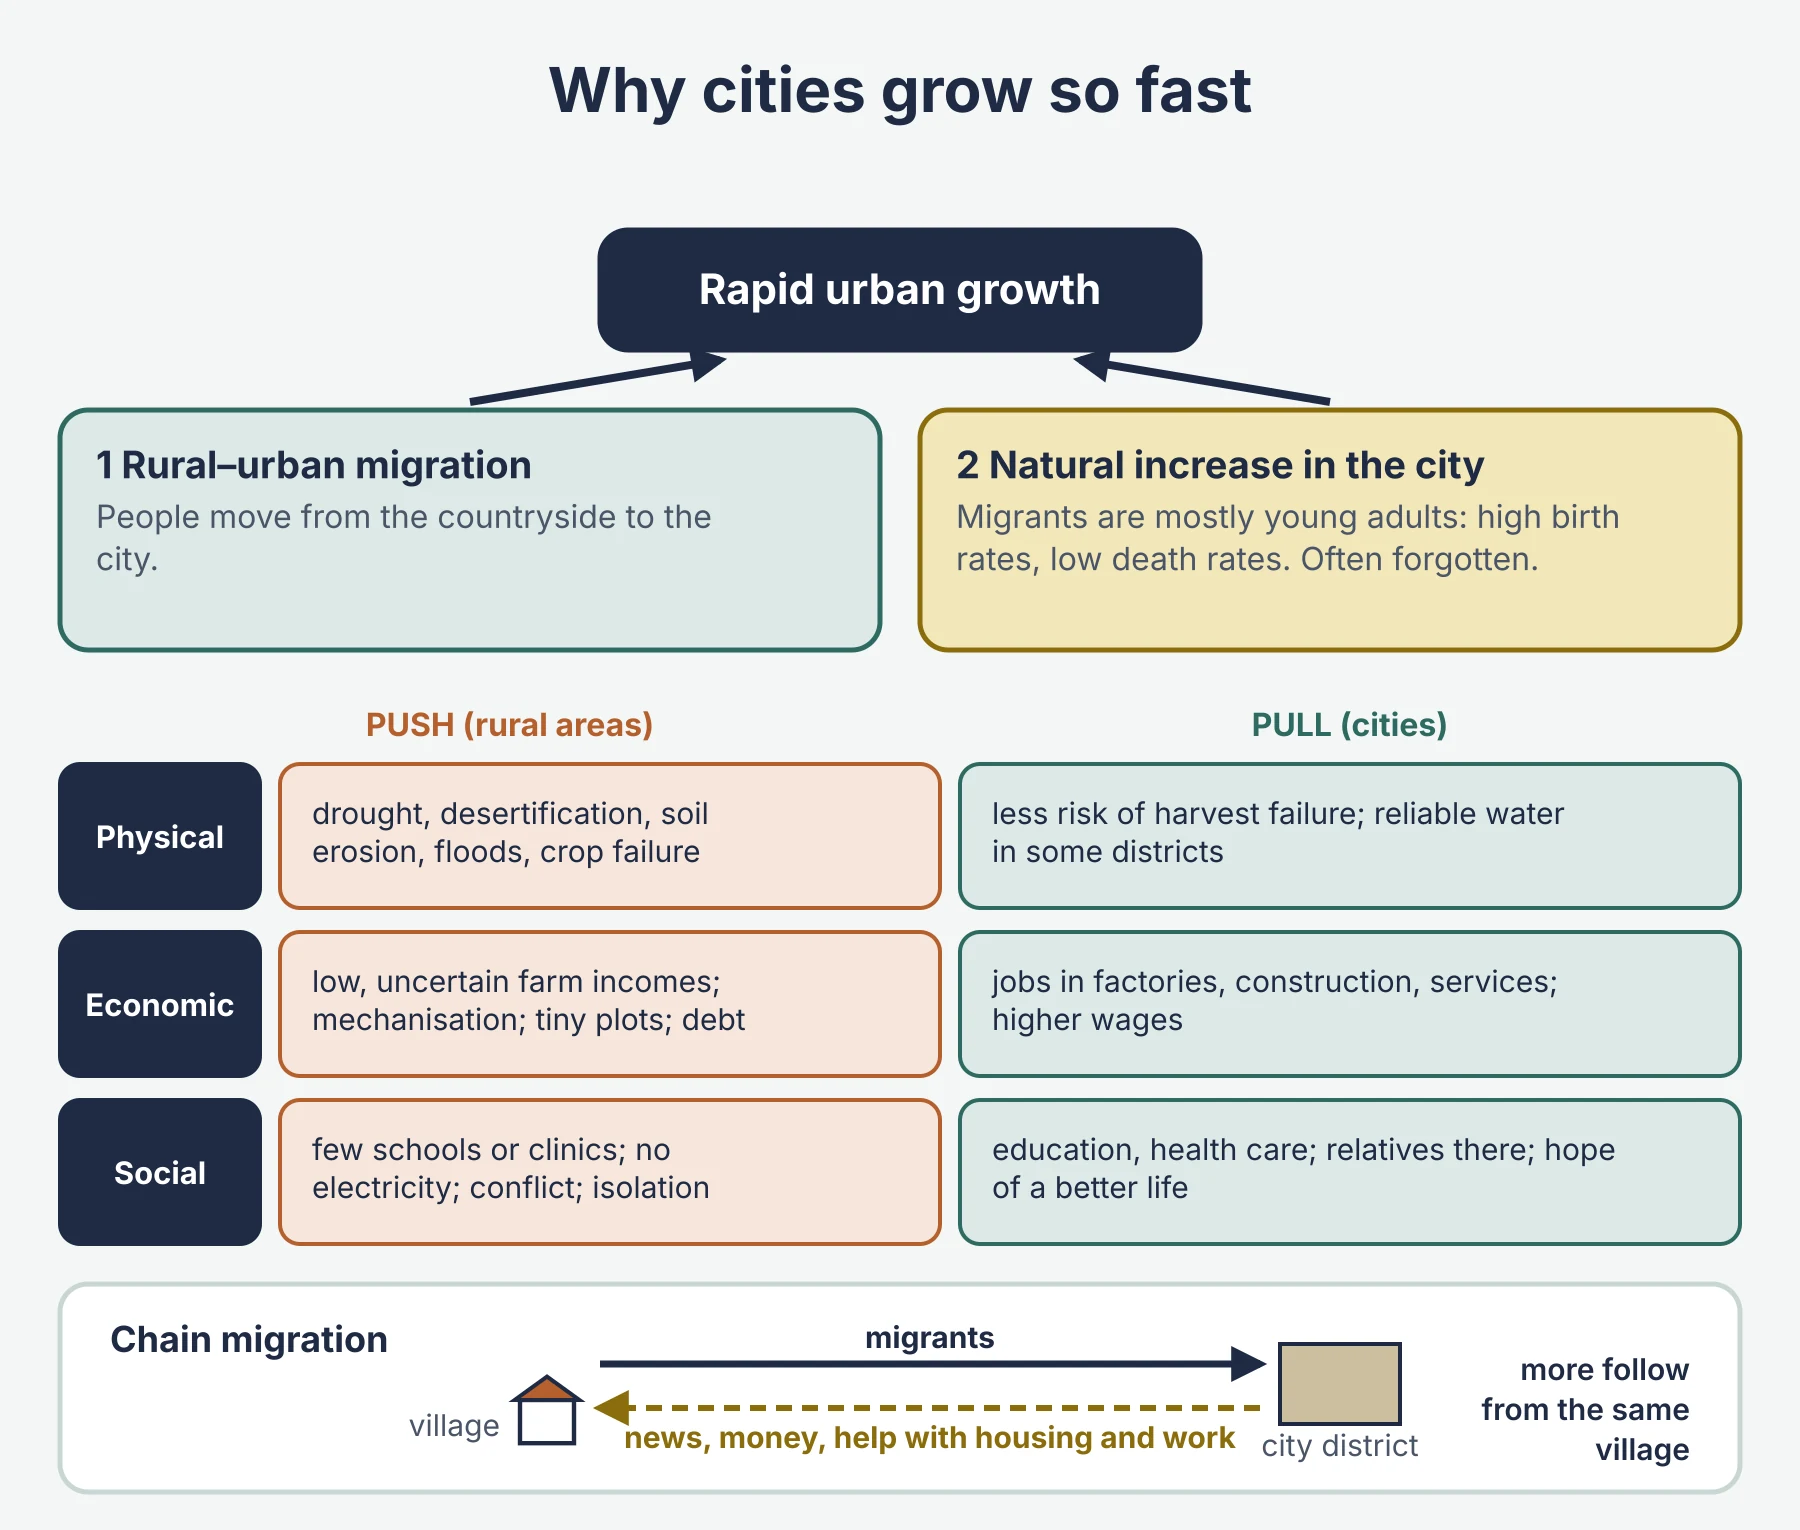 Why cities grow so fast
Rapid urban growth
1 Rural–urban migration
People move from the countryside to the
city.
2 Natural increase in the city
Migrants are mostly young adults: high birth
rates, low death rates. Often forgotten.
PUSH (rural areas)
PULL (cities)
Physical
drought, desertification, soil
erosion, floods, crop failure
less risk of harvest failure; reliable water
in some districts
Economic
low, uncertain farm incomes;
mechanisation; tiny plots; debt
jobs in factories, construction, services;
higher wages
Social
few schools or clinics; no
electricity; conflict; isolation
education, health care; relatives there; hope
of a better life
Chain migration
migrants
village
news, money, help with housing and work
city district
more follow
from the same
village